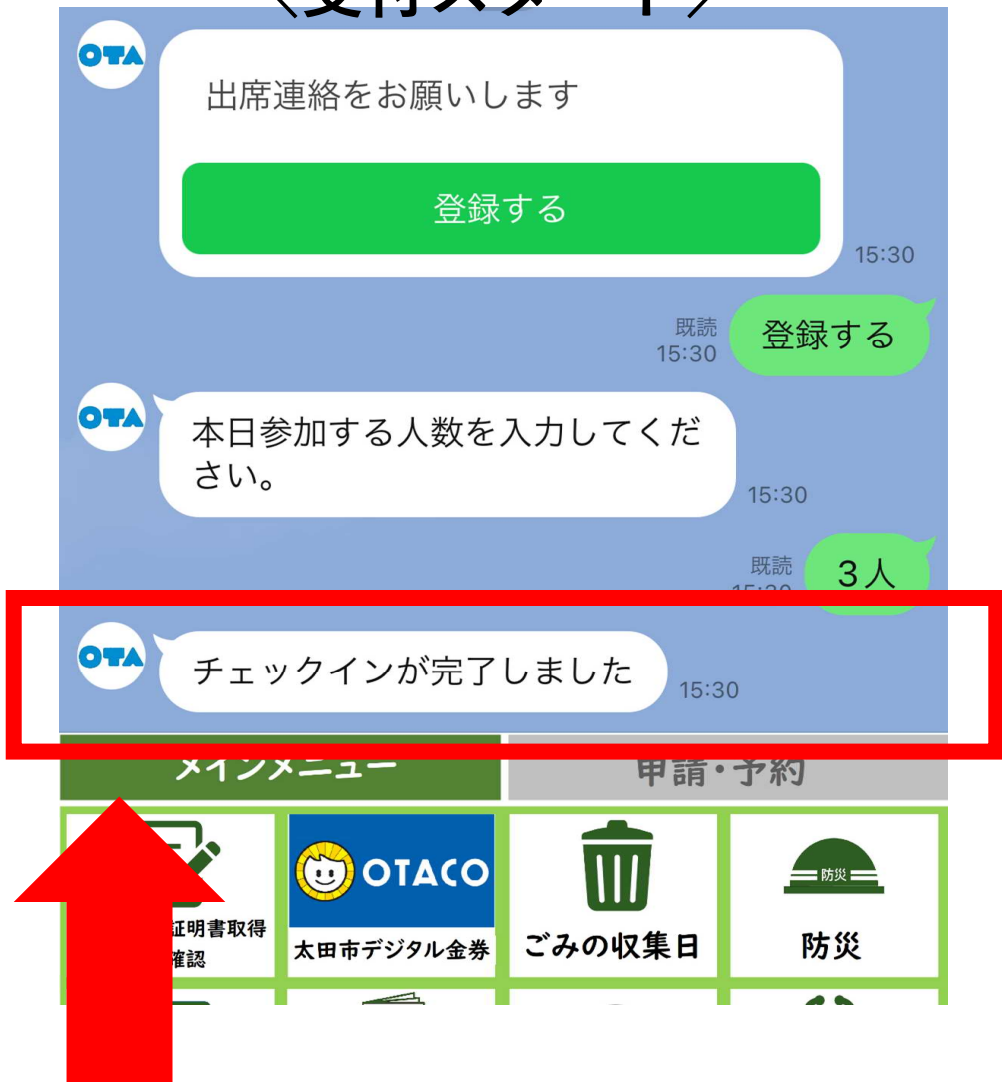 OTA
出席連絡をお願いします
登録する
15:30
既読
15:30
登録する
OTA
本日参加する人数を入力してくだ
さい。
15:30
既読
3人
OTA
チェックインが完了しました
15:30
メインメニュー
申請・予約
証明書取得
確認
OTACO
太田市デジタル金券
ごみの収集日
防災
防災